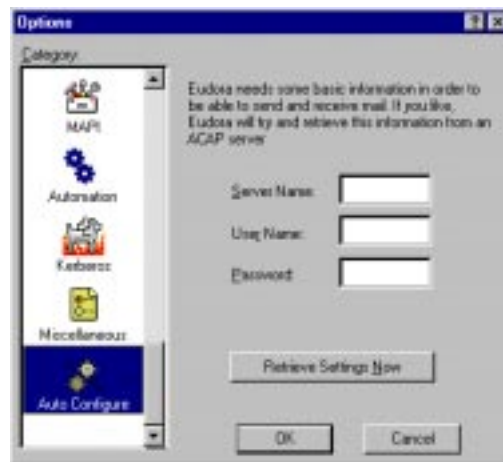 Options
Category:
MAPI
Automation
Kerberos
Miscellaneous
Auto Configure
Eudora needs some basic information in order to
be able to send and receive mail. If you like,
Eudora will try and retrieve this information from an
ACAP server
Server Name:
User Name:
Password:
Retrieve Settings Now
OK
Cancel